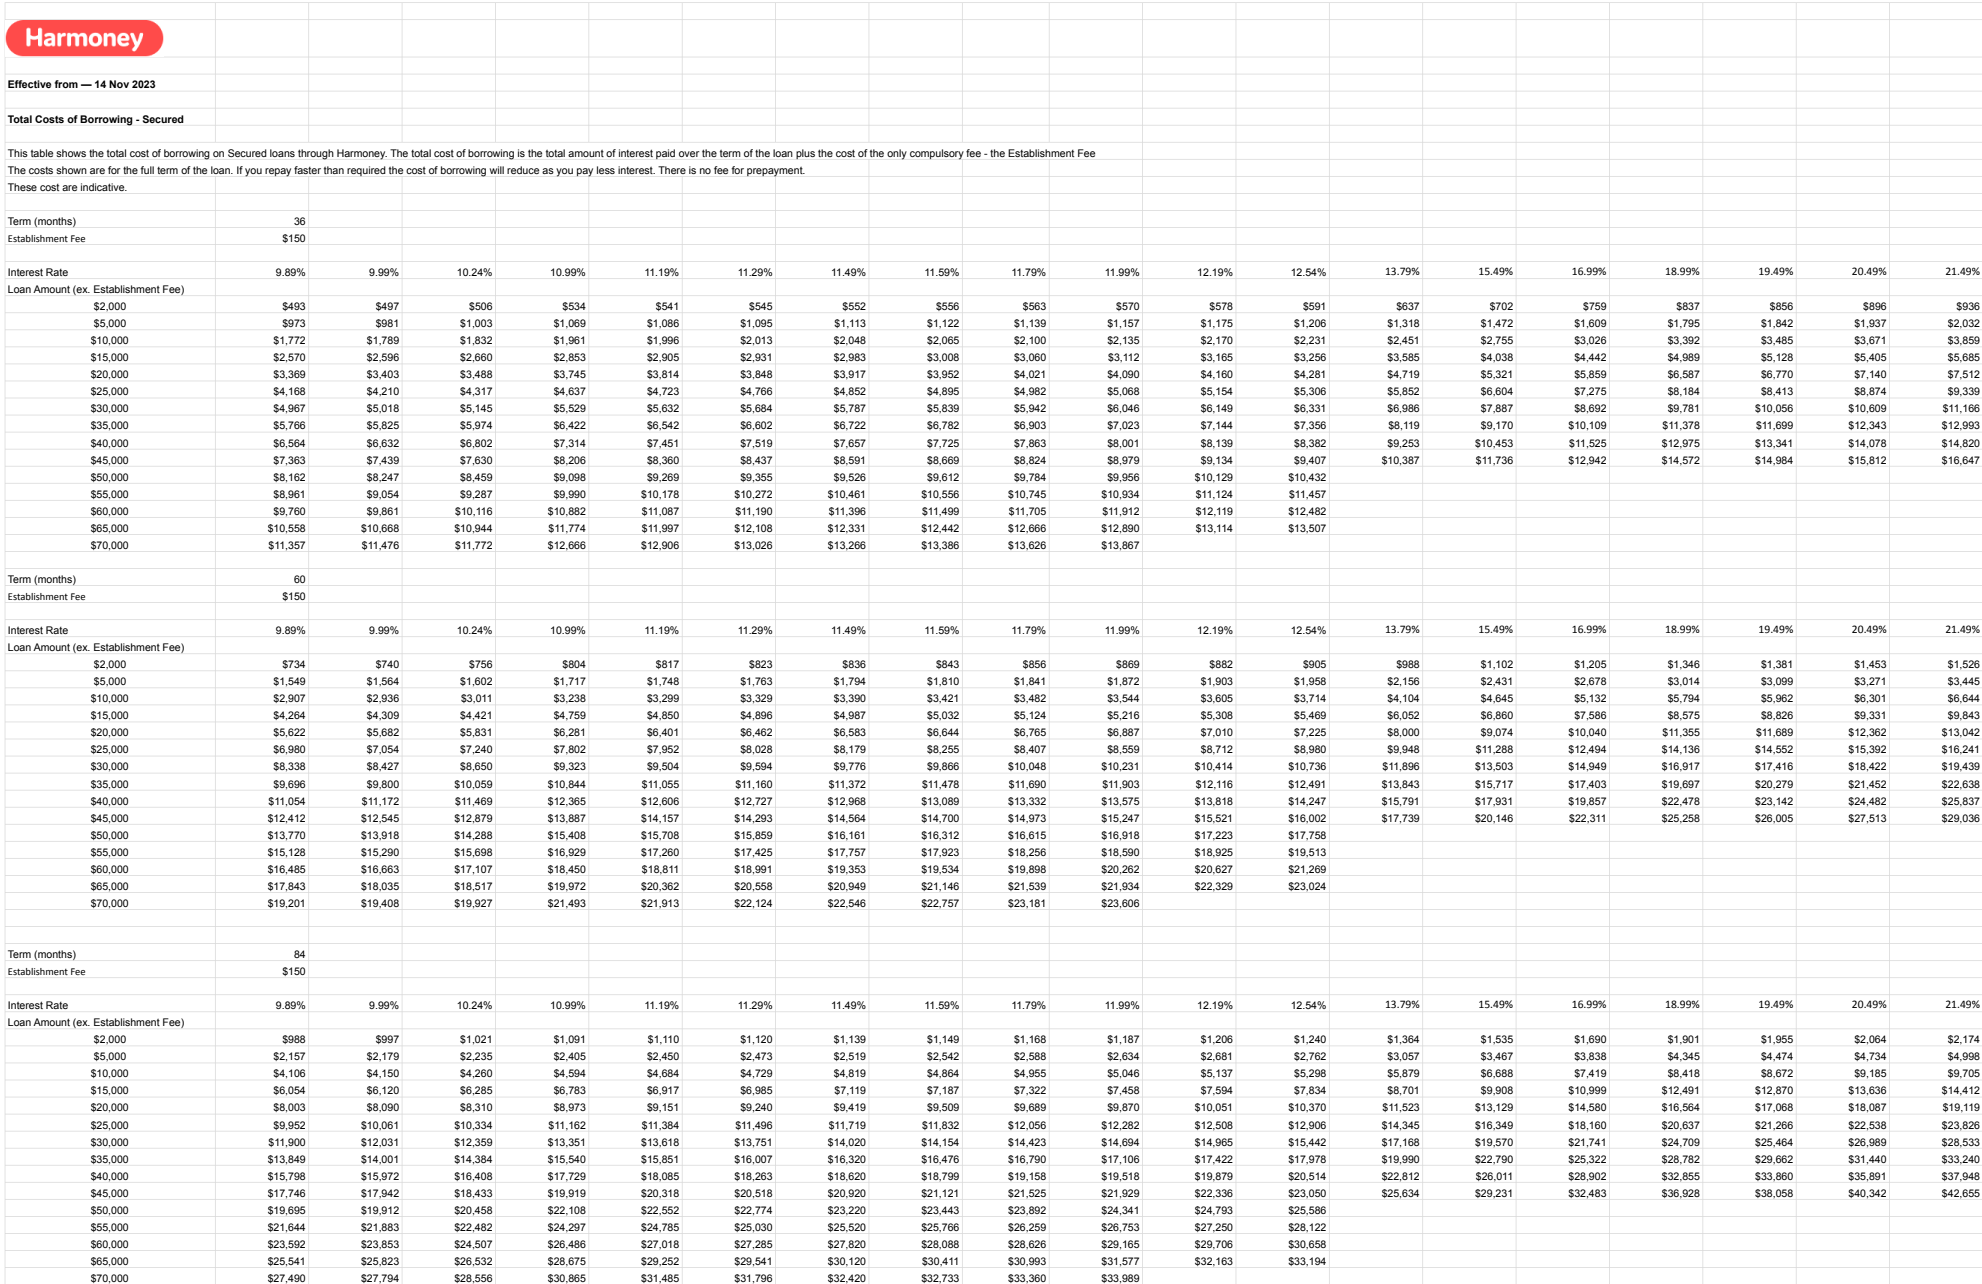 Harmoney
Effective from — 14 Nov 2023
Total Costs of Borrowing - Secured
This table shows the total cost of borrowing on Secured loans through Harmoney. The total cost of borrowing is the total amount of interest paid over the term of the loan plus the cost of the only compulsory fee - the Establishment Fee
The costs shown are for the full term of the loan. If you repay faster than required the cost of borrowing will reduce as you pay less interest. There is no fee for prepayment.
These cost are indicative.
Term (months) 36
Establishment Fee $150
Interest Rate 9.89% 9.99% 10.24% 10.99% 11.19% 11.29% 11.49% 11.59% 11.79% 11.99% 12.19% 12.54% 13.79% 15.49% 16.99% 18.99% 19.49% 20.49% 21.49%
Loan Amount (ex. Establishment Fee)
$2,000 $493 $497 $506 $534 $541 $545 $552 $556 $563 $570 $578 $591 $637 $702 $759 $837 $856 $896 $936
$5,000 $973 $981 $1,003 $1,069 $1,086 $1,095 $1,113 $1,122 $1,139 $1,157 $1,175 $1,206 $1,318 $1,472 $1,609 $1,795 $1,842 $1,937 $2,032
$10,000 $1,772 $1,789 $1,832 $1,961 $1,996 $2,013 $2,048 $2,065 $2,100 $2,135 $2,170 $2,231 $2,451 $2,755 $3,026 $3,392 $3,485 $3,671 $3,859
$15,000 $2,570 $2,596 $2,660 $2,853 $2,905 $2,931 $2,983 $3,008 $3,060 $3,112 $3,165 $3,256 $3,585 $4,038 $4,442 $4,989 $5,128 $5,405 $5,685
$20,000 $3,369 $3,403 $3,488 $3,745 $3,814 $3,848 $3,917 $3,952 $4,021 $4,090 $4,160 $4,281 $4,719 $5,321 $5,859 $6,587 $6,770 $7,140 $7,512
$25,000 $4,168 $4,210 $4,317 $4,637 $4,723 $4,766 $4,852 $4,895 $4,982 $5,068 $5,154 $5,306 $5,852 $6,604 $7,275 $8,184 $8,413 $8,874 $9,339
$30,000 $4,967 $5,018 $5,145 $5,529 $5,632 $5,684 $5,787 $5,839 $5,942 $6,046 $6,149 $6,331 $6,986 $7,887 $8,692 $9,781 $10,056 $10,609 $11,166
$35,000 $5,766 $5,825 $5,974 $6,422 $6,542 $6,602 $6,722 $6,782 $6,903 $7,023 $7,144 $7,356 $8,119 $9,170 $10,109 $11,378 $11,699 $12,343 $12,993
$40,000 $6,564 $6,632 $6,802 $7,314 $7,451 $7,519 $7,657 $7,725 $7,863 $8,001 $8,139 $8,382 $9,253 $10,453 $11,525 $12,975 $13,341 $14,078 $14,820
$45,000 $7,363 $7,439 $7,630 $8,206 $8,360 $8,437 $8,591 $8,669 $8,824 $8,979 $9,134 $9,407 $10,387 $11,736 $12,942 $14,572 $14,984 $15,812 $16,647
$50,000 $8,162 $8,247 $8,459 $9,098 $9,269 $9,355 $9,526 $9,612 $9,784 $9,956 $10,129 $10,432
$55,000 $8,961 $9,054 $9,287 $9,990 $10,178 $10,272 $10,461 $10,556 $10,745 $10,934 $11,124 $11,457
$60,000 $9,760 $9,861 $10,116 $10,882 $11,087 $11,190 $11,396 $11,499 $11,705 $11,912 $12,119 $12,482
$65,000 $10,558 $10,668 $10,944 $11,774 $11,997 $12,108 $12,331 $12,442 $12,666 $12,890 $13,114 $13,507
$70,000 $11,357 $11,476 $11,772 $12,666 $12,906 $13,026 $13,266 $13,386 $13,626 $13,867
Term (months) 60
Establishment Fee $150
Interest Rate 9.89% 9.99% 10.24% 10.99% 11.19% 11.29% 11.49% 11.59% 11.79% 11.99% 12.19% 12.54% 13.79% 15.49% 16.99% 18.99% 19.49% 20.49% 21.49%
Loan Amount (ex. Establishment Fee)
$2,000 $734 $740 $756 $804 $817 $823 $836 $843 $856 $869 $882 $905 $988 $1,102 $1,205 $1,346 $1,381 $1,453 $1,526
$5,000 $1,549 $1,564 $1,602 $1,717 $1,748 $1,763 $1,794 $1,810 $1,841 $1,872 $1,903 $1,958 $2,156 $2,431 $2,678 $3,014 $3,099 $3,271 $3,445
$10,000 $2,907 $2,936 $3,011 $3,238 $3,299 $3,329 $3,390 $3,421 $3,482 $3,544 $3,605 $3,714 $4,104 $4,645 $5,132 $5,794 $5,962 $6,301 $6,644
$15,000 $4,264 $4,309 $4,421 $4,759 $4,850 $4,896 $4,987 $5,032 $5,124 $5,216 $5,308 $5,469 $6,052 $6,860 $7,586 $8,575 $8,826 $9,331 $9,843
$20,000 $5,622 $5,682 $5,831 $6,281 $6,401 $6,462 $6,583 $6,644 $6,765 $6,887 $7,010 $7,225 $8,000 $9,074 $10,040 $11,355 $11,689 $12,362 $13,042
$25,000 $6,980 $7,054 $7,240 $7,802 $7,952 $8,028 $8,179 $8,255 $8,407 $8,559 $8,712 $8,980 $9,948 $11,288 $12,494 $14,136 $14,552 $15,392 $16,241
$30,000 $8,338 $8,427 $8,650 $9,323 $9,504 $9,594 $9,776 $9,866 $10,048 $10,231 $10,414 $10,736 $11,896 $13,503 $14,949 $16,917 $17,416 $18,422 $19,439
$35,000 $9,696 $9,800 $10,059 $10,844 $11,055 $11,160 $11,372 $11,478 $11,690 $11,903 $12,116 $12,491 $13,843 $15,717 $17,403 $19,697 $20,279 $21,452 $22,638
$40,000 $11,054 $11,172 $11,469 $12,365 $12,606 $12,727 $12,968 $13,089 $13,332 $13,575 $13,818 $14,247 $15,791 $17,931 $19,857 $22,478 $23,142 $24,482 $25,837
$45,000 $12,412 $12,545 $12,879 $13,887 $14,157 $14,293 $14,564 $14,700 $14,973 $15,247 $15,521 $16,002 $17,739 $20,146 $22,311 $25,258 $26,005 $27,513 $29,036
$50,000 $13,770 $13,918 $14,288 $15,408 $15,708 $15,859 $16,161 $16,312 $16,615 $16,918 $17,223 $17,758
$55,000 $15,128 $15,290 $15,698 $16,929 $17,260 $17,425 $17,757 $17,923 $18,256 $18,590 $18,925 $19,513
$60,000 $16,485 $16,663 $17,107 $18,450 $18,811 $18,991 $19,353 $19,534 $19,898 $20,262 $20,627 $21,269
$65,000 $17,843 $18,035 $18,517 $19,972 $20,362 $20,558 $20,949 $21,146 $21,539 $21,934 $22,329 $23,024
$70,000 $19,201 $19,408 $19,927 $21,493 $21,913 $22,124 $22,546 $22,757 $23,181 $23,606
Term (months) 84
Establishment Fee $150
Interest Rate 9.89% 9.99% 10.24% 10.99% 11.19% 11.29% 11.49% 11.59% 11.79% 11.99% 12.19% 12.54% 13.79% 15.49% 16.99% 18.99% 19.49% 20.49% 21.49%
Loan Amount (ex. Establishment Fee)
$2,000 $988 $997 $1,021 $1,091 $1,110 $1,120 $1,139 $1,149 $1,168 $1,187 $1,206 $1,240 $1,364 $1,535 $1,690 $1,901 $1,955 $2,064 $2,174
$5,000 $2,157 $2,179 $2,235 $2,405 $2,450 $2,473 $2,519 $2,542 $2,588 $2,634 $2,681 $2,762 $3,057 $3,467 $3,838 $4,345 $4,474 $4,734 $4,998
$10,000 $4,106 $4,150 $4,260 $4,594 $4,684 $4,729 $4,819 $4,864 $4,955 $5,046 $5,137 $5,298 $5,879 $6,688 $7,419 $8,418 $8,672 $9,185 $9,705
$15,000 $6,054 $6,120 $6,285 $6,783 $6,917 $6,985 $7,119 $7,187 $7,322 $7,458 $7,594 $7,834 $8,701 $9,908 $10,999 $12,491 $12,870 $13,636 $14,412
$20,000 $8,003 $8,090 $8,310 $8,973 $9,151 $9,240 $9,419 $9,509 $9,689 $9,870 $10,051 $10,370 $11,523 $13,129 $14,580 $16,564 $17,068 $18,087 $19,119
$25,000 $9,952 $10,061 $10,334 $11,162 $11,384 $11,496 $11,719 $11,832 $12,056 $12,282 $12,508 $12,906 $14,345 $16,349 $18,160 $20,637 $21,266 $22,538 $23,826
$30,000 $11,900 $12,031 $12,359 $13,351 $13,618 $13,751 $14,020 $14,154 $14,423 $14,694 $14,965 $15,442 $17,168 $19,570 $21,741 $24,709 $25,464 $26,989 $28,533
$35,000 $13,849 $14,001 $14,384 $15,540 $15,851 $16,007 $16,320 $16,476 $16,790 $17,106 $17,422 $17,978 $19,990 $22,790 $25,322 $28,782 $29,662 $31,440 $33,240
$40,000 $15,798 $15,972 $16,408 $17,729 $18,085 $18,263 $18,620 $18,799 $19,158 $19,518 $19,879 $20,514 $22,812 $26,011 $28,902 $32,855 $33,860 $35,891 $37,948
$45,000 $17,746 $17,942 $18,433 $19,919 $20,318 $20,518 $20,920 $21,121 $21,525 $21,929 $22,336 $23,050 $25,634 $29,231 $32,483 $36,928 $38,058 $40,342 $42,655
$50,000 $19,695 $19,912 $20,458 $22,108 $22,552 $22,774 $23,220 $23,443 $23,892 $24,341 $24,793 $25,586
$55,000 $21,644 $21,883 $22,482 $24,297 $24,785 $25,030 $25,520 $25,766 $26,259 $26,753 $27,250 $28,122
$60,000 $23,592 $23,853 $24,507 $26,486 $27,018 $27,285 $27,820 $28,088 $28,626 $29,165 $29,706 $30,658
$65,000 $25,541 $25,823 $26,532 $28,675 $29,252 $29,541 $30,120 $30,411 $30,993 $31,577 $32,163 $33,194
$70,000 $27,490 $27,794 $28,556 $30,865 $31,485 $31,796 $32,420 $32,733 $33,360 $33,989